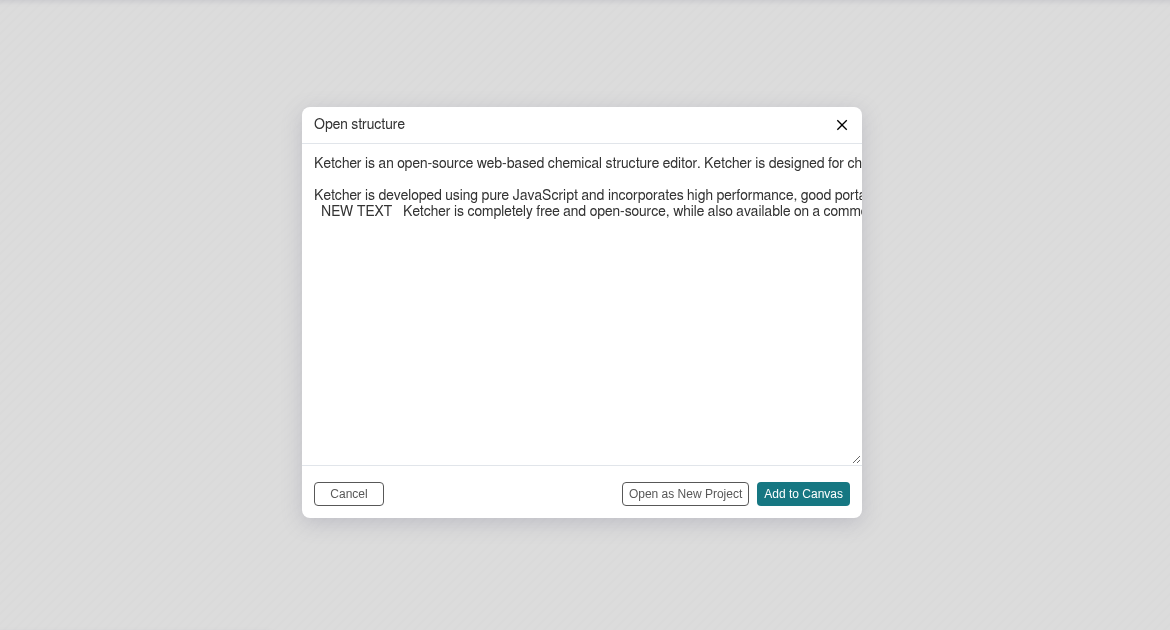 Open structure
Ketcher is an open-source web-based chemical structure editor. Ketcher is designed for ch
Ketcher is developed using pure JavaScript and incorporates high performance, good porta
NEW TEXT Ketcher is completely free and open-source, while also available on a comme
Cancel
Open as New Project
Add to Canvas